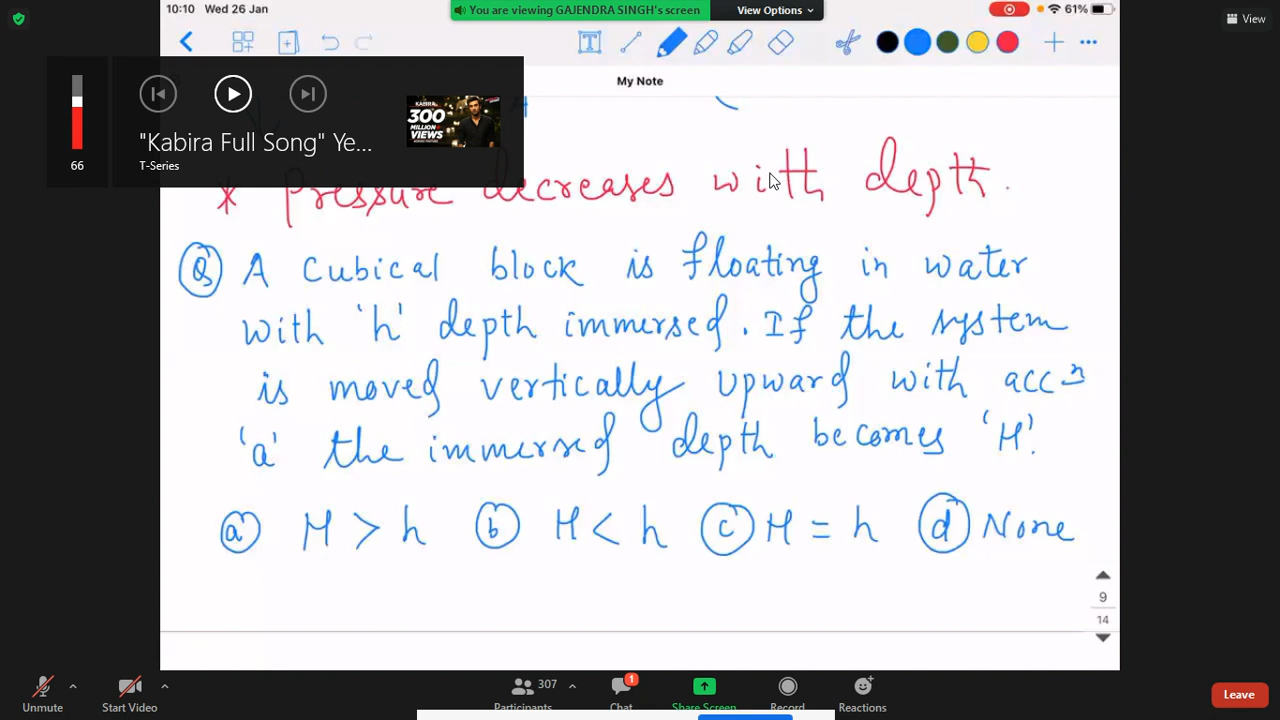 10:10 Wed 26 Jan
You are viewing GAJENDRA SINGH's screen
View Options
61%
View
My Note
66
"Kabira Full Song" Ye...
T-Series
KABIRA
300
MILLION+
VIEWS
* Pressure decreases with depth.
Q A cubical block is floating in water
with 'h' depth immersed. If the system
is moved vertically upward with accn
'a' the immersed depth becomes 'H'.
a H > h b H < h c H = h d None
9
14
Unmute
Start Video
307
Participants
1
Chat
Share Screen
Record
Reactions
Leave